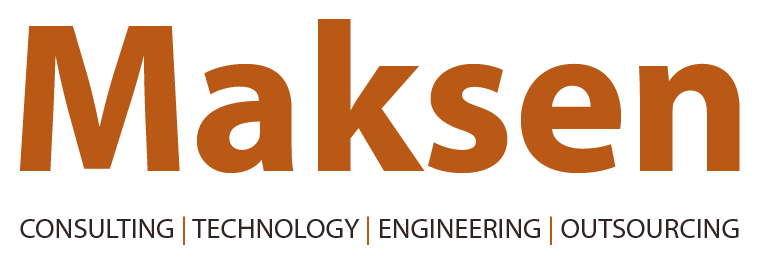 Maksen
CONSULTING | TECHNOLOGY | ENGINEERING | OUTSOURCING